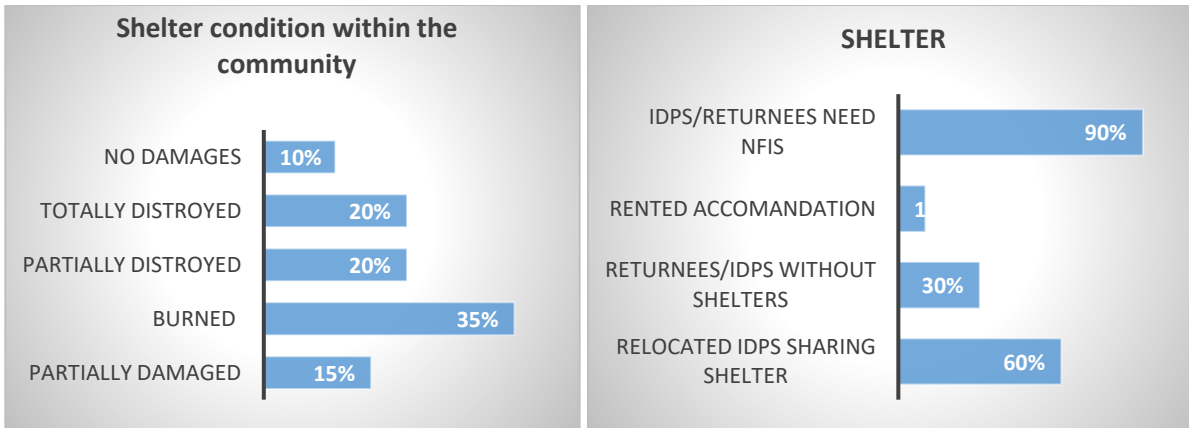 Shelter condition within the
community
NO DAMAGES
10%
TOTALLY DISTROYED
20%
PARTIALLY DISTROYED
20%
BURNED
35%
PARTIALLY DAMAGED
15%
SHELTER
IDPS/RETURNEES NEED
NFIS
90%
RENTED ACCOMANDATION
1
RETURNEES/IDPS WITHOUT
SHELTERS
30%
RELOCATED IDPS SHARING
SHELTER
60%